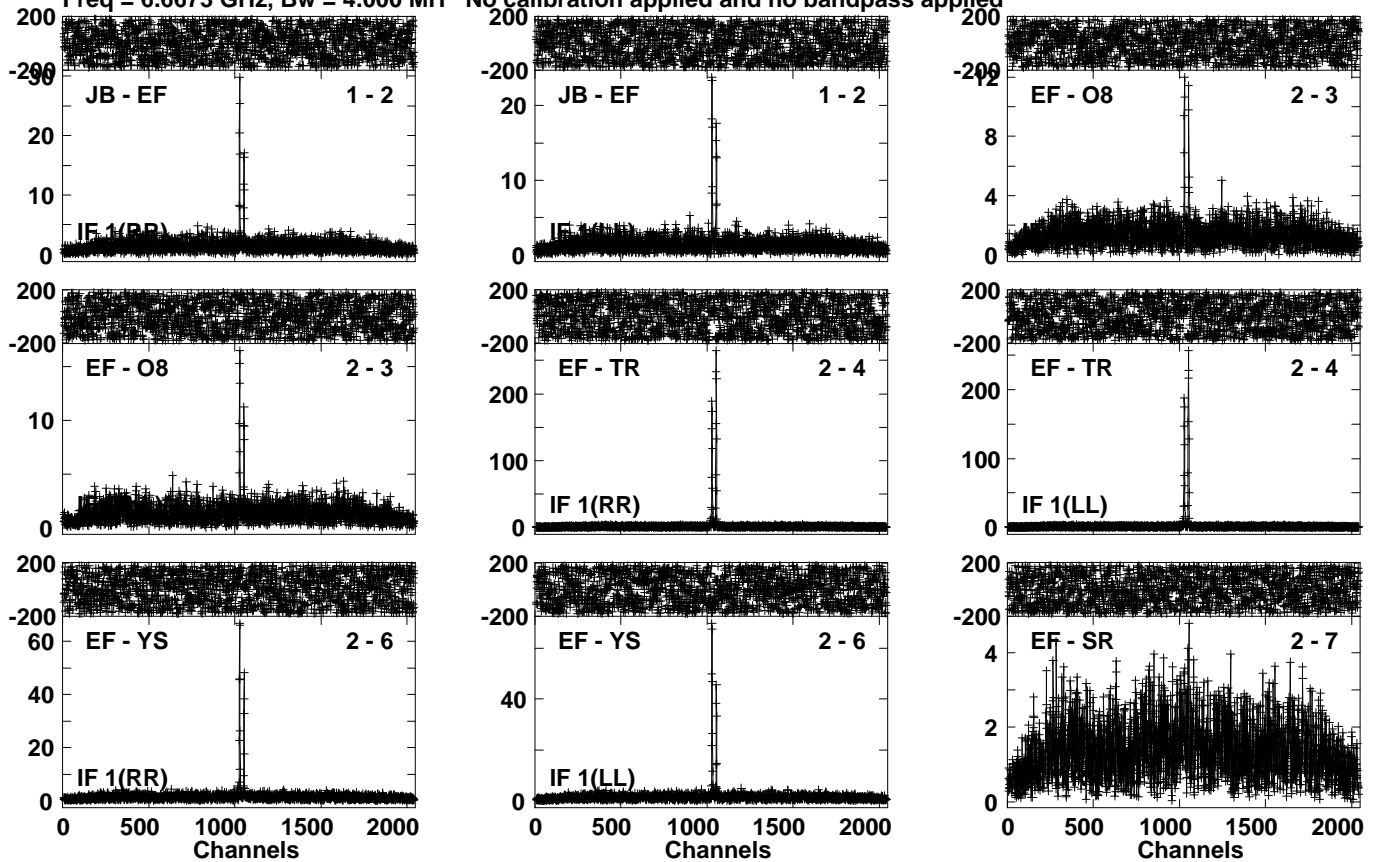 Freq = 6.6673 GHz, Bw = 4.000 MH No calibration applied and no bandpass applied
200 200 200
-200 -200 -200
30 12
JB - EF 1 - 2 JB - EF 1 - 2 EF - O8 2 - 3
20 20 8
10 10 4
IF 1(RR) IF 1(LL)
0 0 0
200 200 200
-200 -200 -200
EF - O8 2 - 3 EF - TR 2 - 4 EF - TR 2 - 4
200 200
10 100 100
IF 1(RR) IF 1(LL)
0 0 0
200 200 200
-200 -200 -200
EF - YS 2 - 6 EF - YS 2 - 6 EF - SR 2 - 7
60 4
40 40 2
20
IF 1(RR) IF 1(LL)
0 0 0
0 500 1000 1500 2000 0 500 1000 1500 2000 0 500 1000 1500 2000
Channels Channels Channels